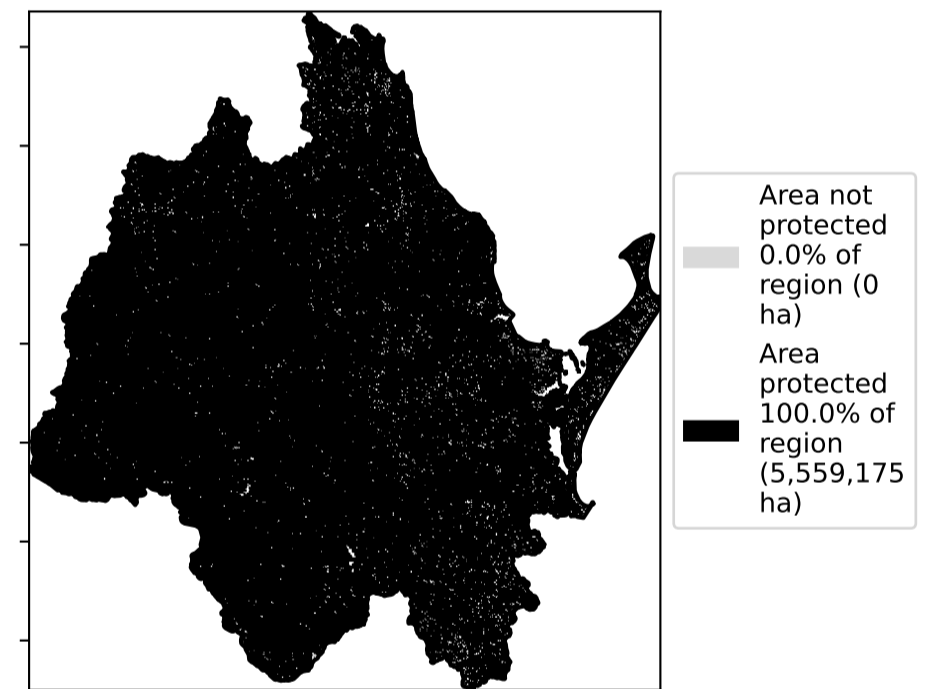 Area not
protected
0.0% of
region (0
ha)
Area
protected
100.0% of
region
(5,559,175
ha)